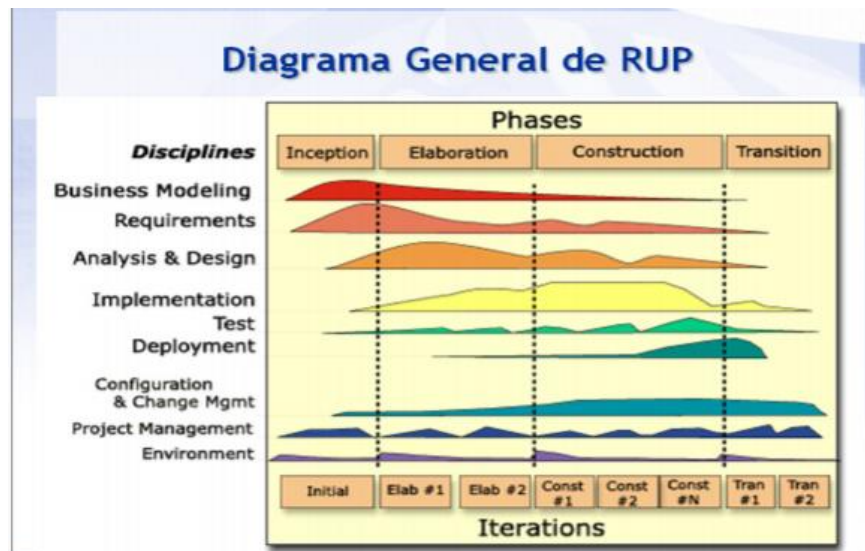 Diagrama General de RUP
Phases
Disciplines
Inception
Elaboration
Construction
Transition
Business Modeling
Requirements
Analysis & Design
Implementation
Test
Deployment
Configuration
& Change Mgmt
Project Management
Environment
Initial
Elab #1
Elab #2
Const
#1
Const
#2
Const
#N
Tran
#1
Tran
#2
Iterations